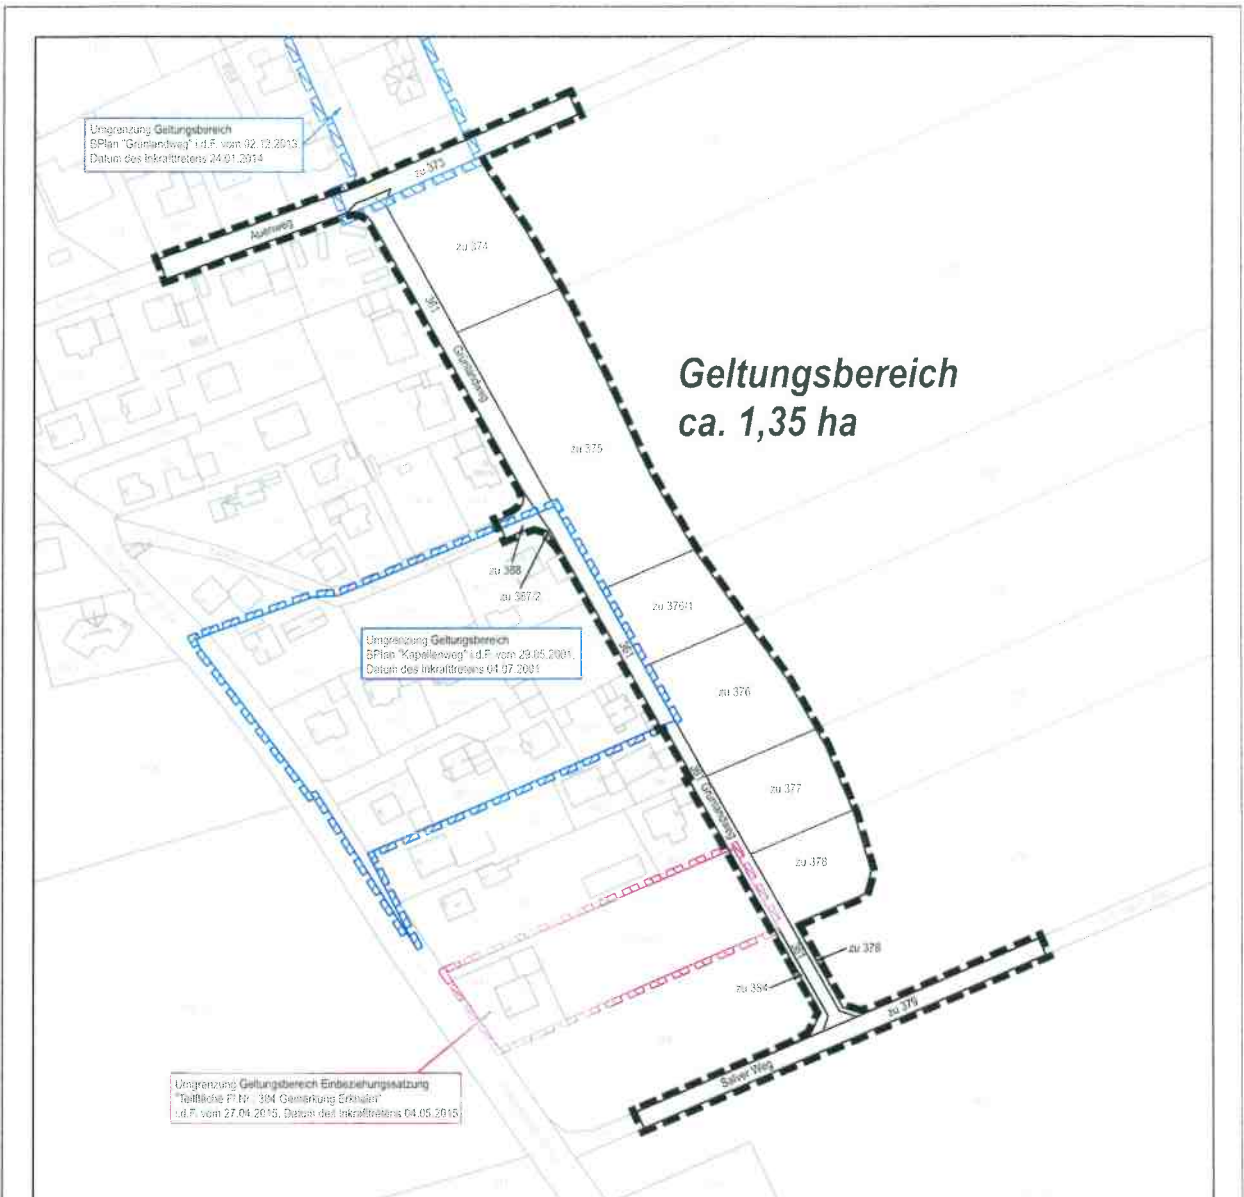 Umgrenzung Geltungsbereich
BPlan "Grünlandweg" i.d.F. vom 02.12.2013
Datum des Inkrafttretens 24.01.2014
zu 373
Auenweg
zu 374
361
Grünlandweg
Geltungsbereich
ca. 1,35 ha
zu 375
zu 388
zu 387/2
zu 376/1
Umgrenzung Geltungsbereich
BPlan "Kapellenweg" i.d.F. vom 29.05.2001,
Datum des Inkrafttretens 04.07.2001
361
zu 376
361 Grünlandweg
zu 377
zu 378
361
zu 378
zu 384
zu 379
Salver Weg
Umgrenzung Geltungsbereich Einbeziehungssatzung
"Teilfläche Fl.Nr. 384 Gemarkung Erkheim"
i.d.F. vom 27.04.2015, Datum des Inkrafttretens 04.05.2015